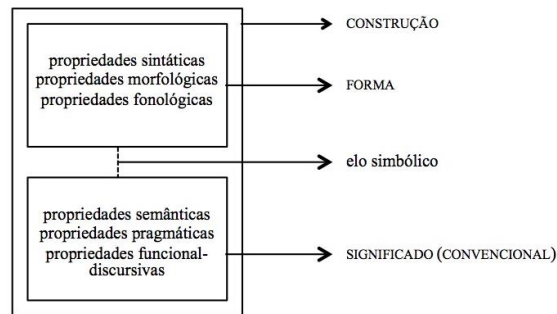 CONSTRUÇÃO
propriedades sintáticas
propriedades morfológicas
propriedades fonológicas
FORMA
elo simbólico
propriedades semânticas
propriedades pragmáticas
propriedades funcional-
discursivas
SIGNIFICADO (CONVENCIONAL)